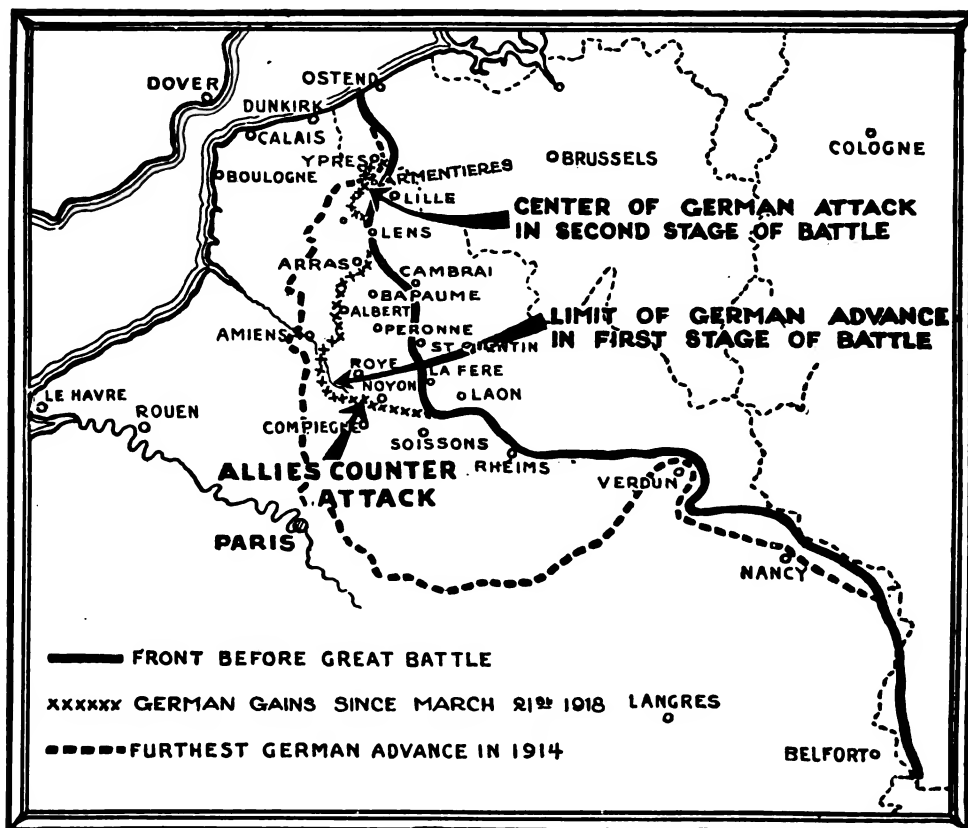 DOVER
OSTEND
DUNKIRK
CALAIS
COLOGNE
YPRES
BRUSSELS
BOULOGNE
ARMENTIERES
LILLE
CENTER OF GERMAN ATTACK
IN SECOND STAGE OF BATTLE
LENS
ARRAS
CAMBRAI
BAPAUME
ALBERT
LIMIT OF GERMAN ADVANCE
IN FIRST STAGE OF BATTLE
AMIENS
PERONNE
ST QUENTIN
ROYE
LA FERE
NOYON
LAON
LE HAVRE
ROUEN
COMPIEGNE
SOISSONS
RHEIMS
ALLIES COUNTER
ATTACK
VERDUN
PARIS
NANCY
FRONT BEFORE GREAT BATTLE
GERMAN GAINS SINCE MARCH 21st 1918
LANGRES
FURTHEST GERMAN ADVANCE IN 1914
BELFORT